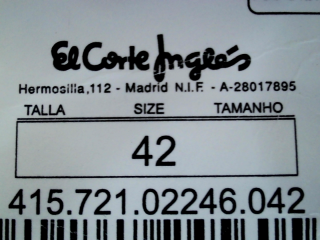 El Corte Inglés
Hermosilla, 112 - Madrid N.I.F. - A-28017895
TALLA SIZE TAMANHO
42
415.721.02246.042